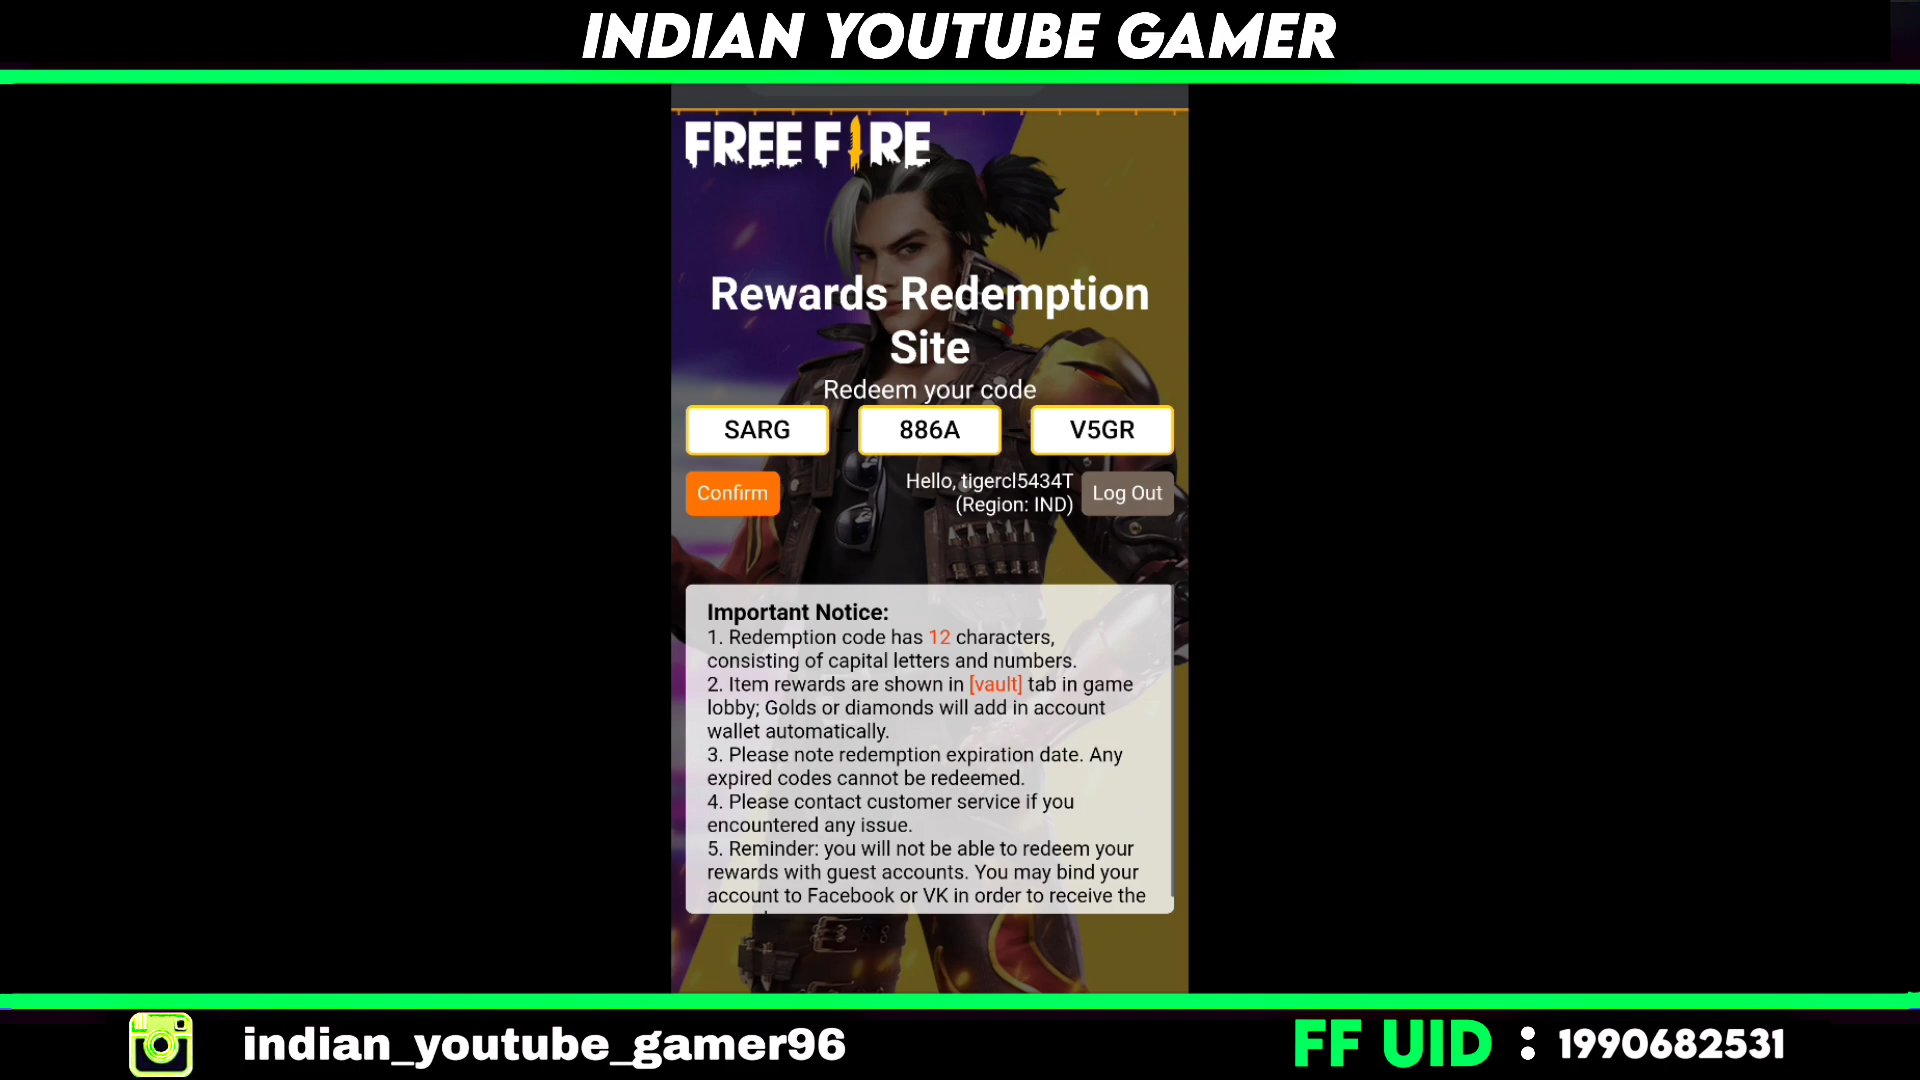 INDIAN YOUTUBE GAMER
FREE FIRE
Rewards Redemption
Site
Redeem your code
SARG - 886A - V5GR
Confirm
Hello, tigercl5434T
(Region: IND)
Log Out
Important Notice:
1. Redemption code has 12 characters,
consisting of capital letters and numbers.
2. Item rewards are shown in [vault] tab in game
lobby; Golds or diamonds will add in account
wallet automatically.
3. Please note redemption expiration date. Any
expired codes cannot be redeemed.
4. Please contact customer service if you
encountered any issue.
5. Reminder: you will not be able to redeem your
rewards with guest accounts. You may bind your
account to Facebook or VK in order to receive the
indian_youtube_gamer96
FF UID : 1990682531